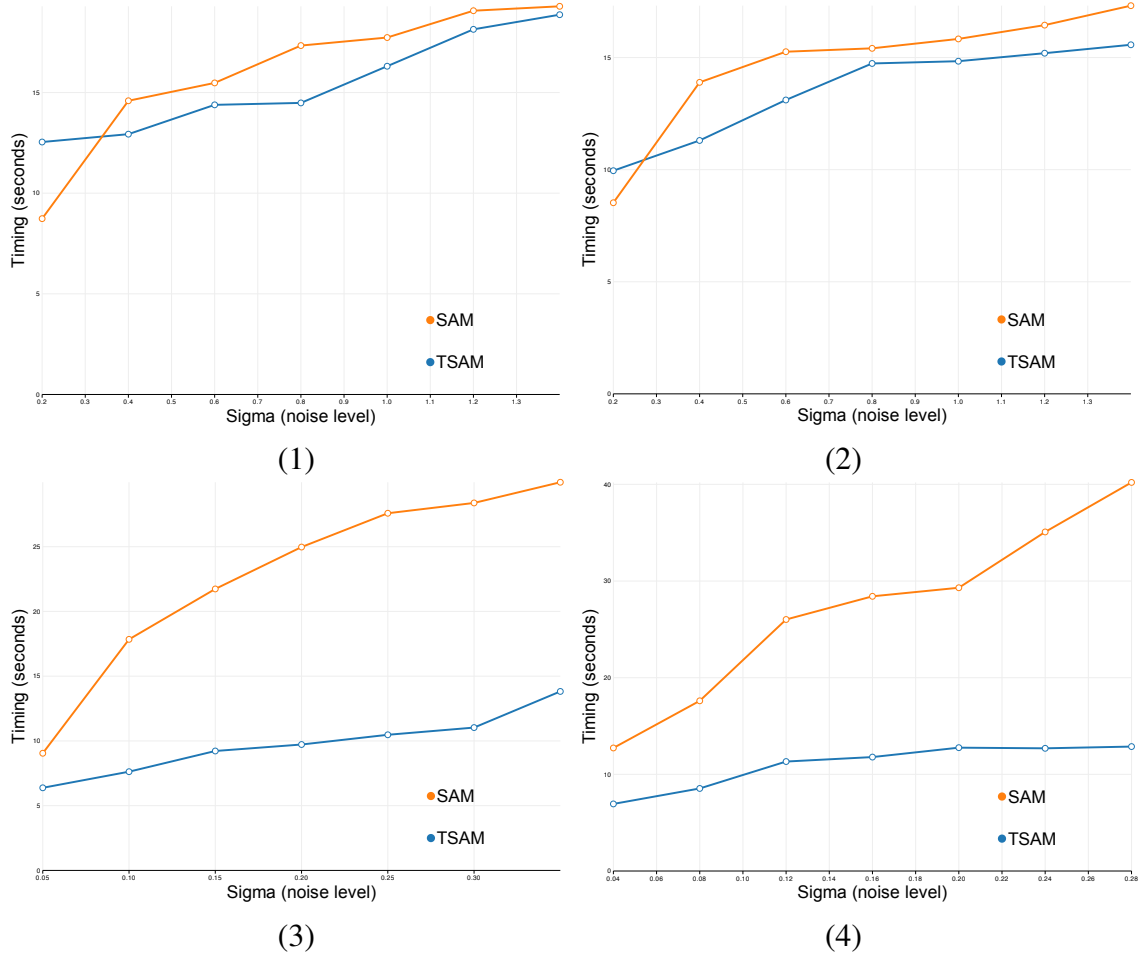 15
10
5
0
Timing (seconds)
SAM
TSAM
0.2 0.3 0.4 0.5 0.6 0.7 0.8 0.9 1.0 1.1 1.2 1.3
Sigma (noise level)
(1)
15
10
5
0
Timing (seconds)
SAM
TSAM
0.2 0.3 0.4 0.5 0.6 0.7 0.8 0.9 1.0 1.1 1.2 1.3
Sigma (noise level)
(2)
25
20
15
10
5
0
Timing (seconds)
SAM
TSAM
0.05 0.10 0.15 0.20 0.25 0.30
Sigma (noise level)
(3)
40
30
20
10
0
Timing (seconds)
SAM
TSAM
0.04 0.06 0.08 0.10 0.12 0.14 0.16 0.18 0.20 0.22 0.24 0.26 0.28
Sigma (noise level)
(4)